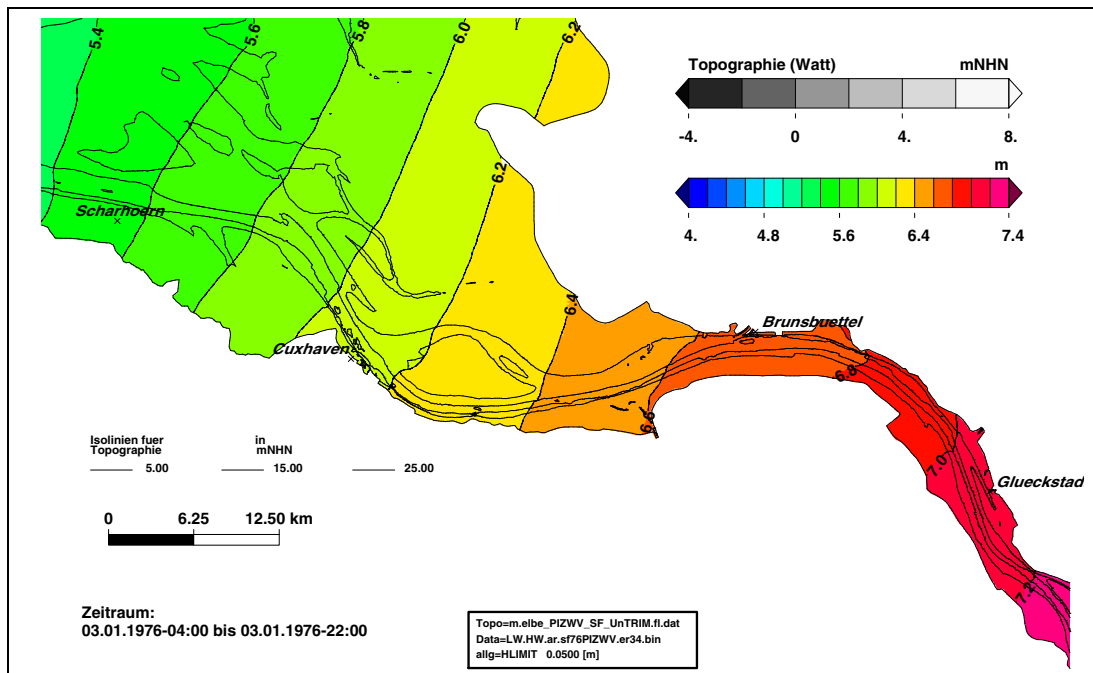 5.4
5.6
5.8
6.0
6.2
Topographie (Watt) mNHN
-4. 0 4. 8.
m
4. 4.8 5.6 6.4 7.4
6.2
Scharhoern
6.4
Brunsbuettel
Cuxhaven
6.8
6.6
7.0
Glueckstad
7.2
Isolinien fuer in
Topographie mNHN
5.00 15.00 25.00
0 6.25 12.50 km
Zeitraum:
03.01.1976-04:00 bis 03.01.1976-22:00
Topo=m.elbe_PIZWV_SF_UnTRIM.fl.dat
Data=LW.HW.ar.sf76PIZWV.er34.bin
allg=HLIMIT 0.0500 [m]